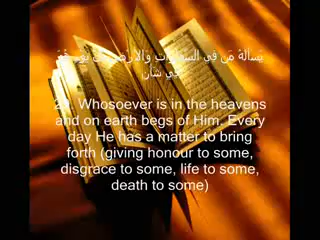 يَسْأَلُهُ مَن فِي السَّمَاوَاتِ وَالْأَرْضِ كُلَّ يَوْمٍ هُوَ
فِي شَأْنٍ
Whosoever is in the heavens
and on earth begs of Him. Every
day He has a matter to bring
forth (giving honour to some,
disgrace to some, life to some,
death to some)